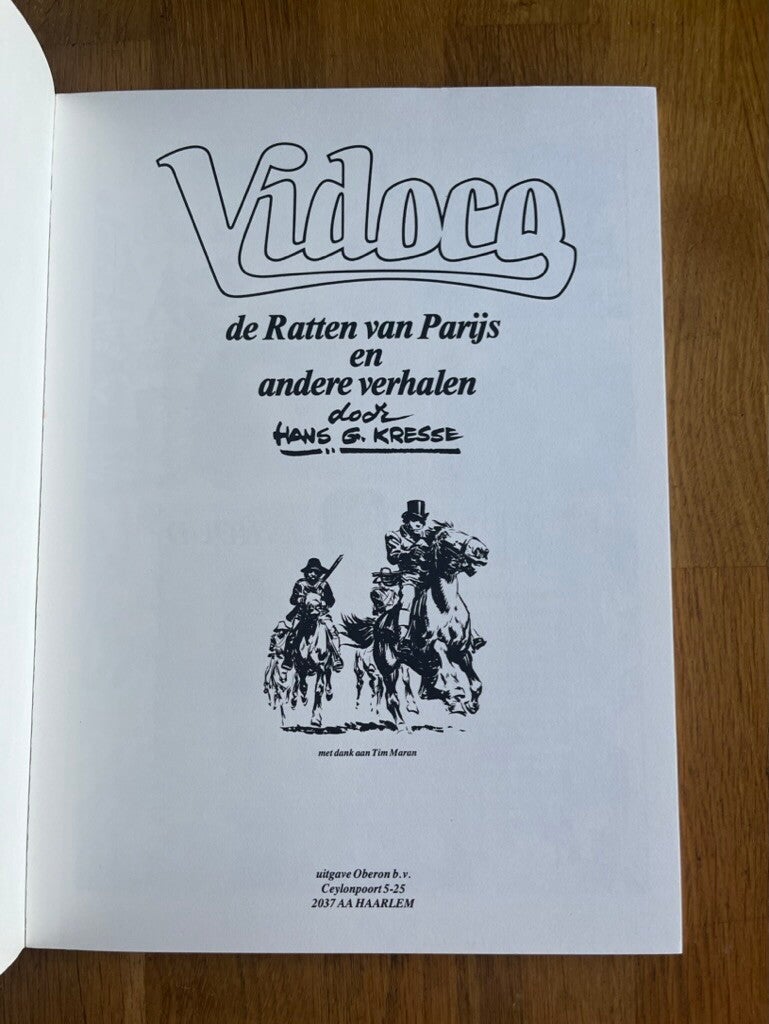 Vidocq
de Ratten van Parijs
en
andere verhalen
door
HANS G. KRESSE
met dank aan Tim Maran
uitgave Oberon b.v.
Ceylonpoort 5-25
2037 AA HAARLEM